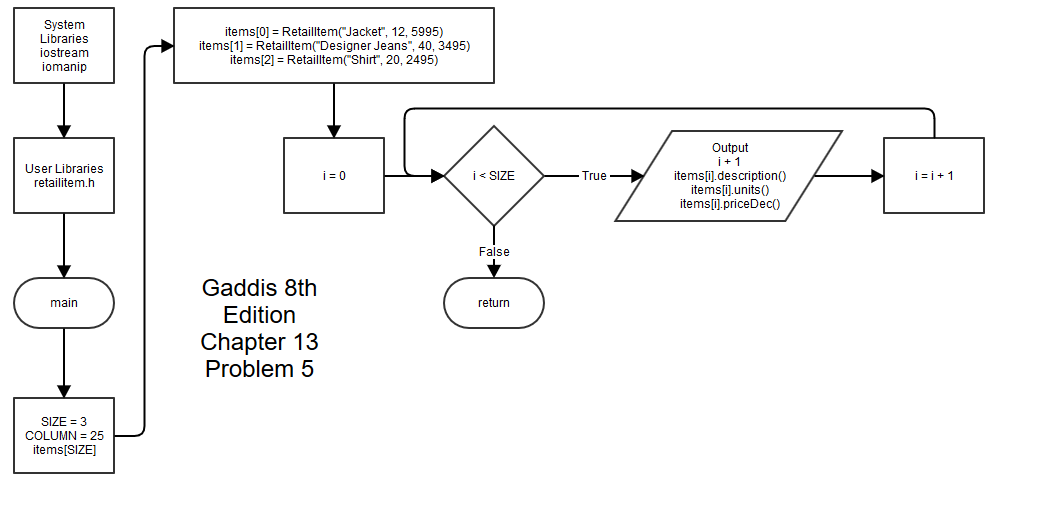 System
Libraries
iostream
iomanip
User Libraries
retailitem.h
main
SIZE = 3
COLUMN = 25
items[SIZE]
items[0] = RetailItem("Jacket", 12, 5995)
items[1] = RetailItem("Designer Jeans", 40, 3495)
items[2] = RetailItem("Shirt", 20, 2495)
i = 0
i < SIZE
True
Output
i + 1
items[i].description()
items[i].units()
items[i].priceDec()
i = i + 1
False
return
Gaddis 8th
Edition
Chapter 13
Problem 5